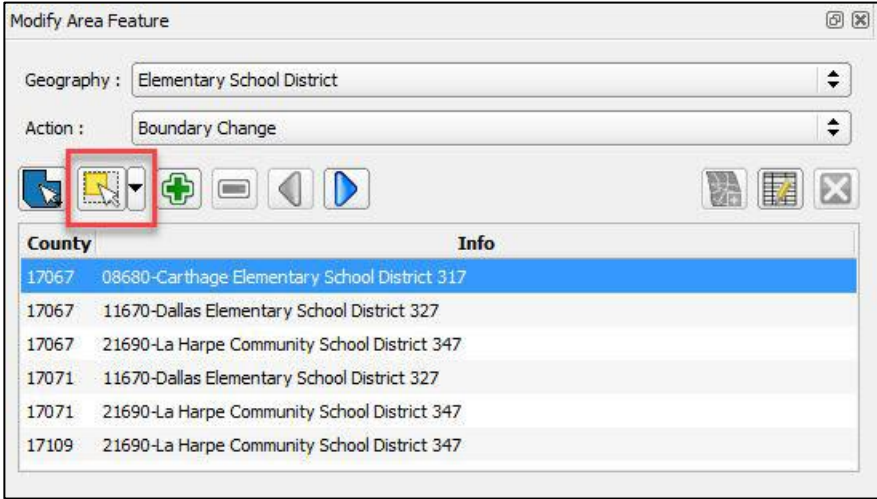 Modify Area Feature
Geography : Elementary School District
Action : Boundary Change
County Info
17067 08680-Carthage Elementary School District 317
17067 11670-Dallas Elementary School District 327
17067 21690-La Harpe Community School District 347
17071 11670-Dallas Elementary School District 327
17071 21690-La Harpe Community School District 347
17109 21690-La Harpe Community School District 347